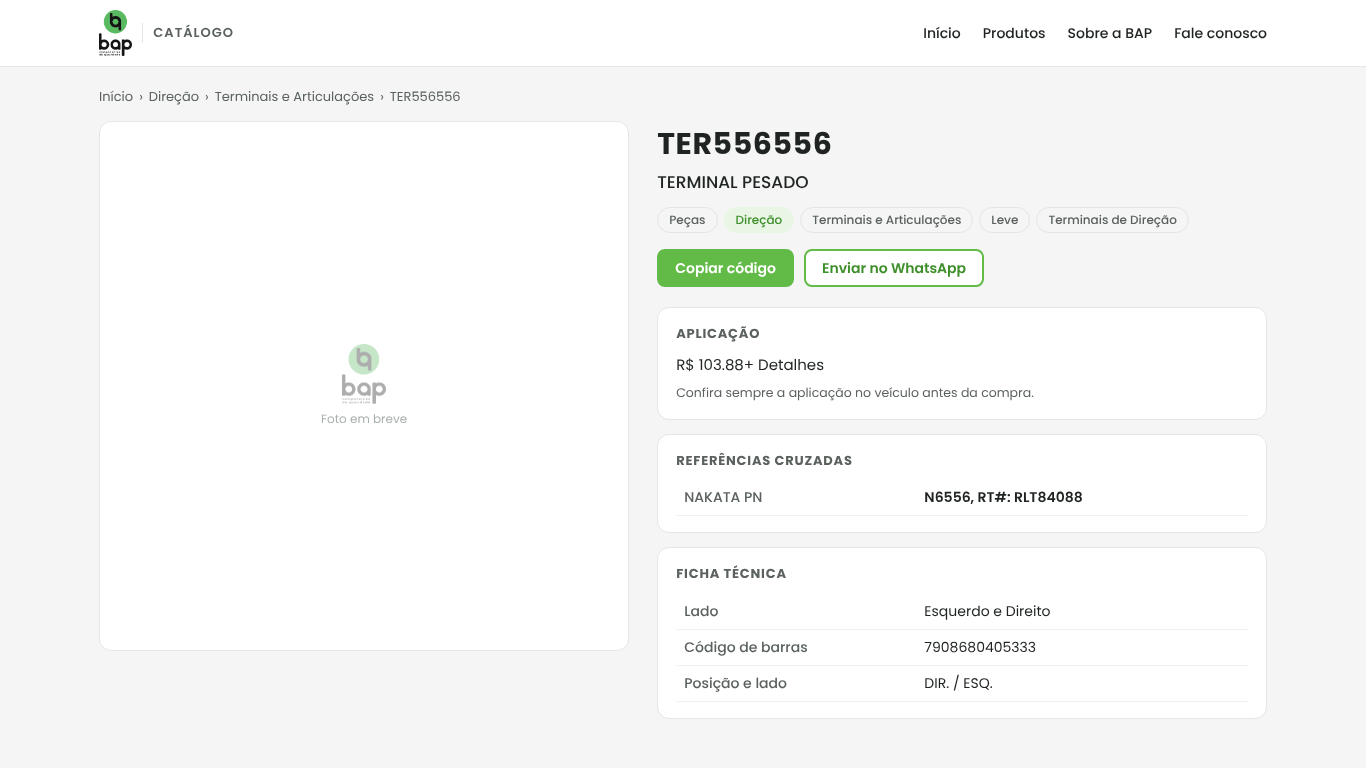 bap
CATÁLOGO
Início
Produtos
Sobre a BAP
Fale conosco
Início › Direção › Terminais e Articulações › TER556556
bap
Foto em breve
TER556556
TERMINAL PESADO
Peças
Direção
Terminais e Articulações
Leve
Terminais de Direção
Copiar código
Enviar no WhatsApp
APLICAÇÃO
R$ 103.88+ Detalhes
Confira sempre a aplicação no veículo antes da compra.
REFERÊNCIAS CRUZADAS
NAKATA PN N6556, RT#: RLT84088
FICHA TÉCNICA
Lado Esquerdo e Direito
Código de barras 7908680405333
Posição e lado DIR. / ESQ.